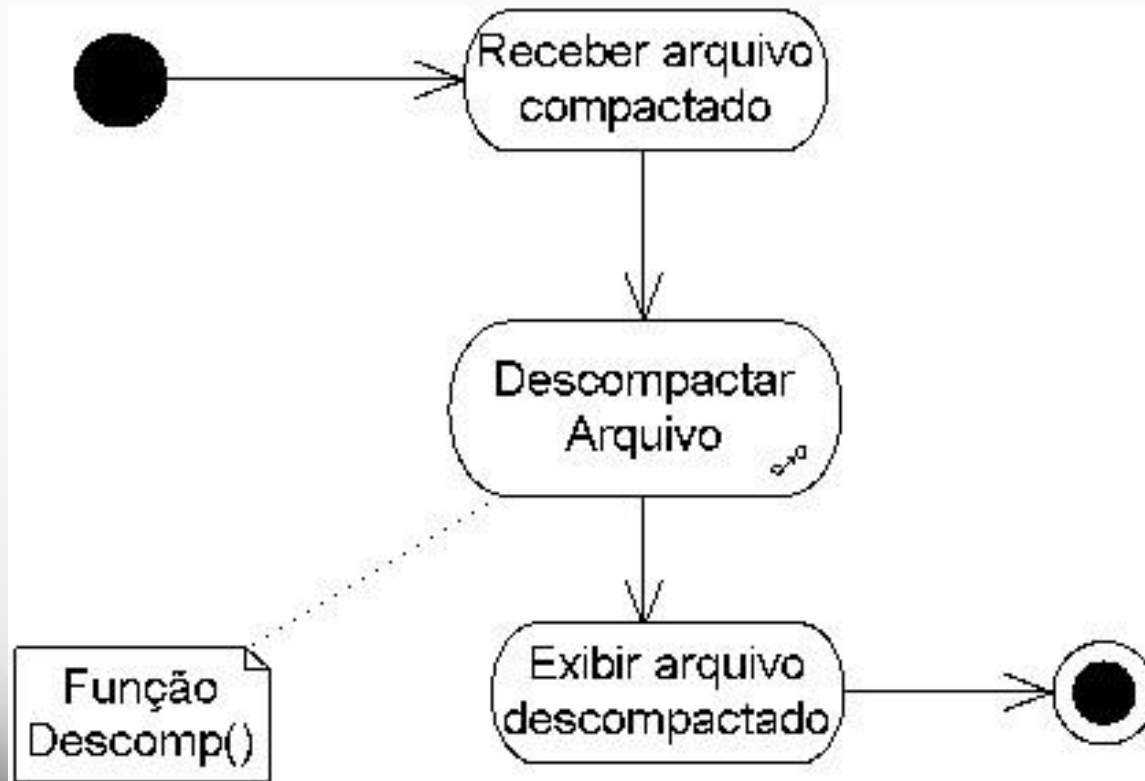 Receber arquivo
compactado
Descompactar
Arquivo
Função
Descomp()
Exibir arquivo
descompactado